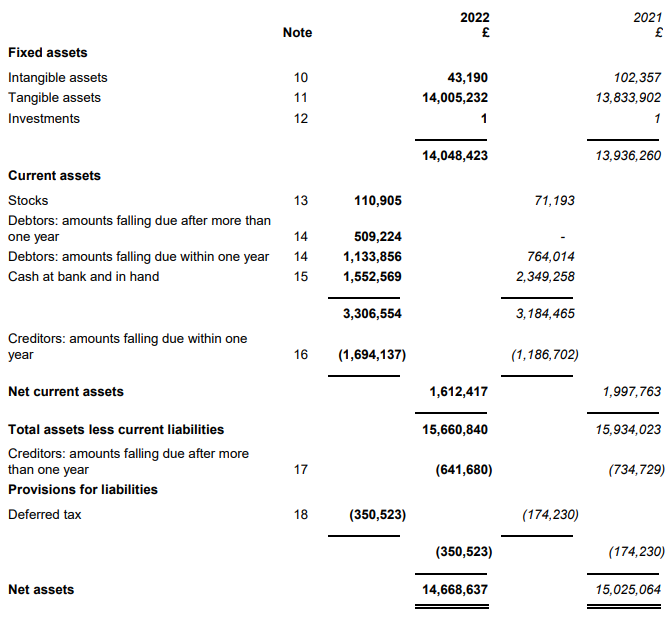 2022 2021
Note £ £
Fixed assets
Intangible assets 10 43,190 102,357
Tangible assets 11 14,005,232 13,833,902
Investments 12 1 1
14,048,423 13,936,260
Current assets
Stocks 13 110,905 71,193
Debtors: amounts falling due after more than
one year 14 509,224 -
Debtors: amounts falling due within one year 14 1,133,856 764,014
Cash at bank and in hand 15 1,552,569 2,349,258
3,306,554 3,184,465
Creditors: amounts falling due within one
year 16 (1,694,137) (1,186,702)
Net current assets 1,612,417 1,997,763
Total assets less current liabilities 15,660,840 15,934,023
Creditors: amounts falling due after more
than one year 17 (641,680) (734,729)
Provisions for liabilities
Deferred tax 18 (350,523) (174,230)
(350,523) (174,230)
Net assets 14,668,637 15,025,064